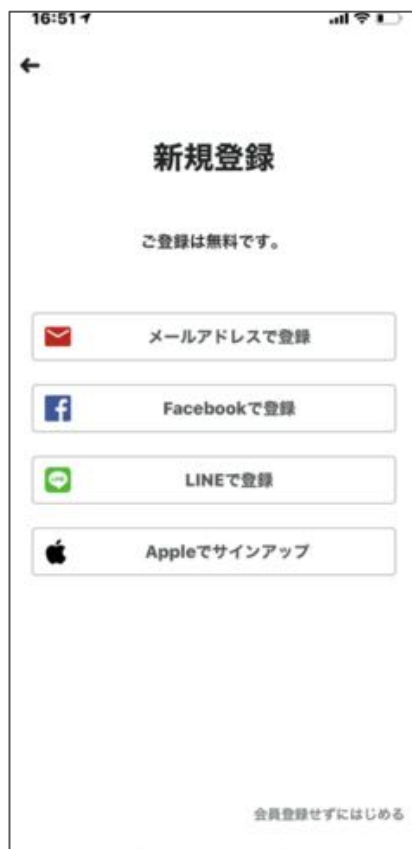 16:51
新規登録
ご登録は無料です。
メールアドレスで登録
Facebookで登録
LINE
LINEで登録
Appleでサインアップ
会員登録せずにはじめる